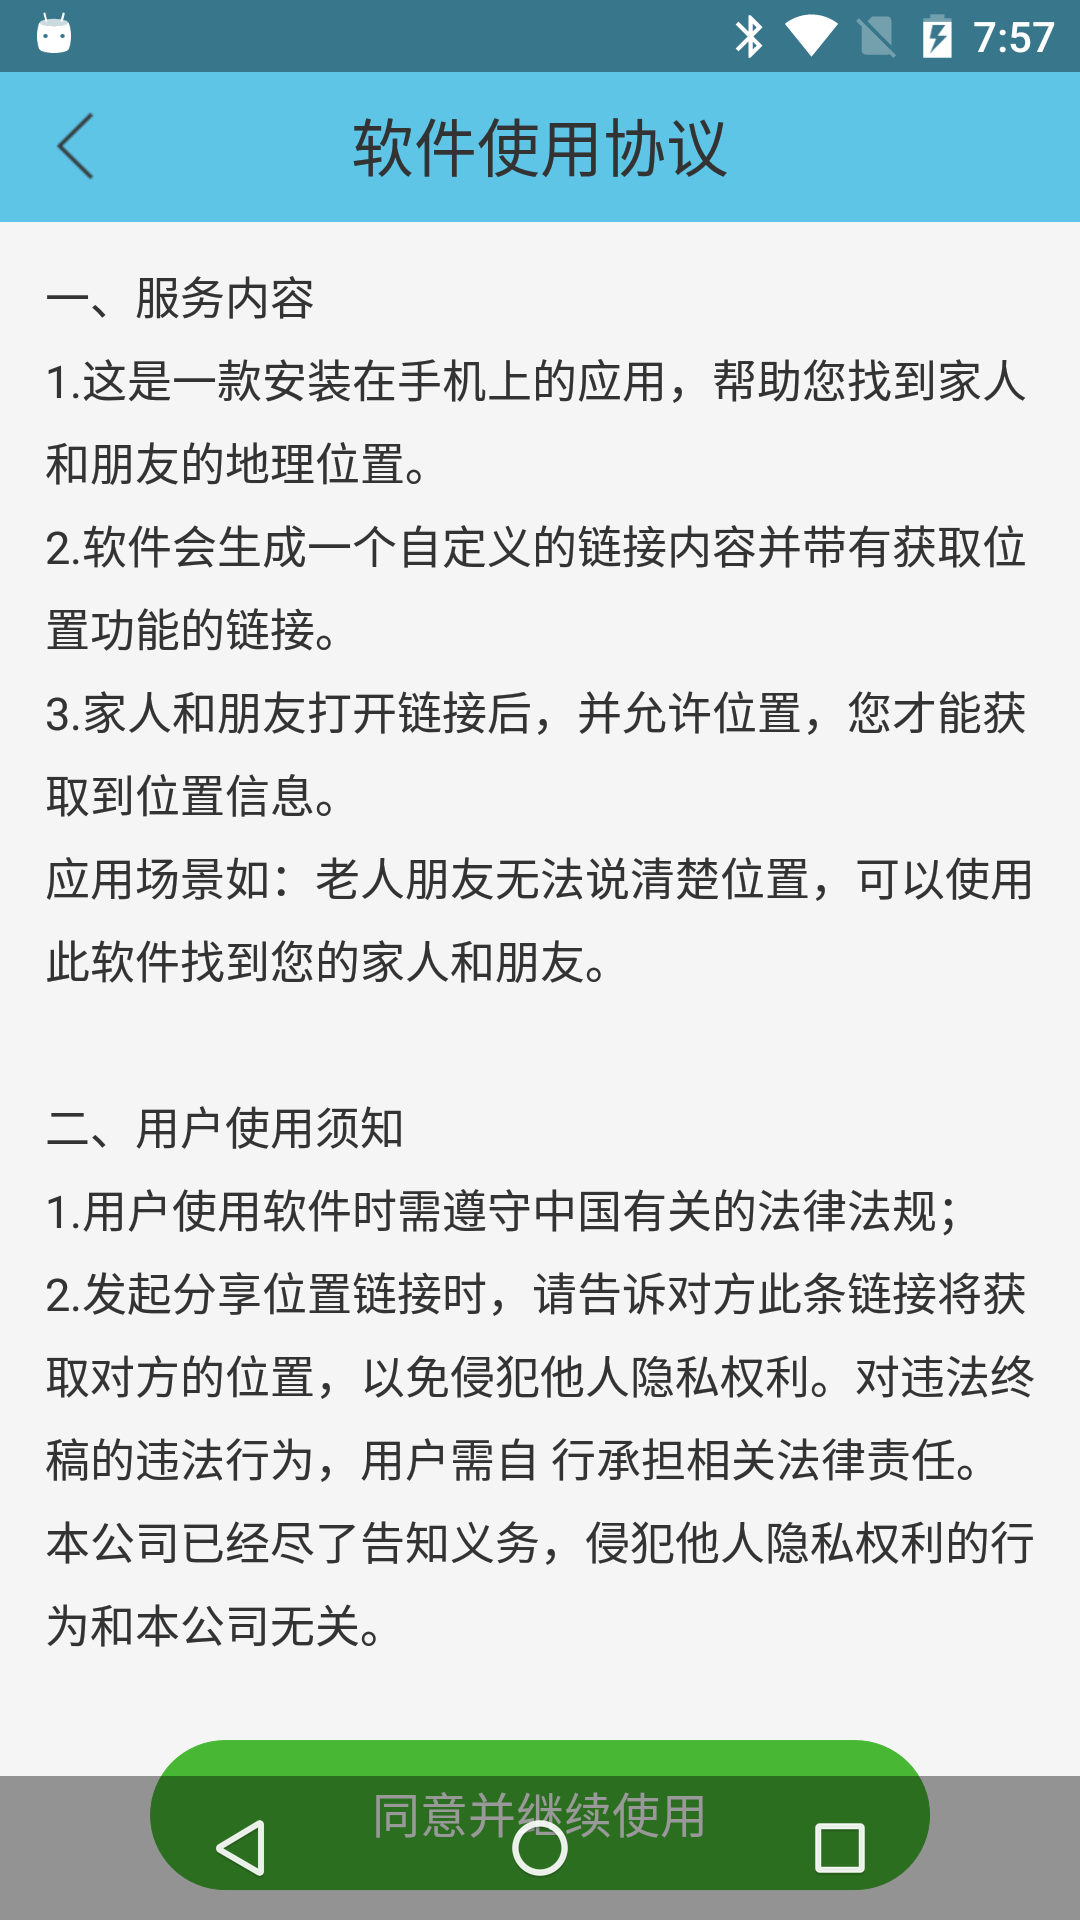 7:57
软件使用协议
一、服务内容
1.这是一款安装在手机上的应用，帮助您找到家人
和朋友的地理位置。
2.软件会生成一个自定义的链接内容并带有获取位
置功能的链接。
3.家人和朋友打开链接后，并允许位置，您才能获
取到位置信息。
应用场景如：老人朋友无法说清楚位置，可以使用
此软件找到您的家人和朋友。
二、用户使用须知
1.用户使用软件时需遵守中国有关的法律法规；
2.发起分享位置链接时，请告诉对方此条链接将获
取对方的位置，以免侵犯他人隐私权利。对违法终
稿的违法行为，用户需自 行承担相关法律责任。
本公司已经尽了告知义务，侵犯他人隐私权利的行
为和本公司无关。
同意并继续使用